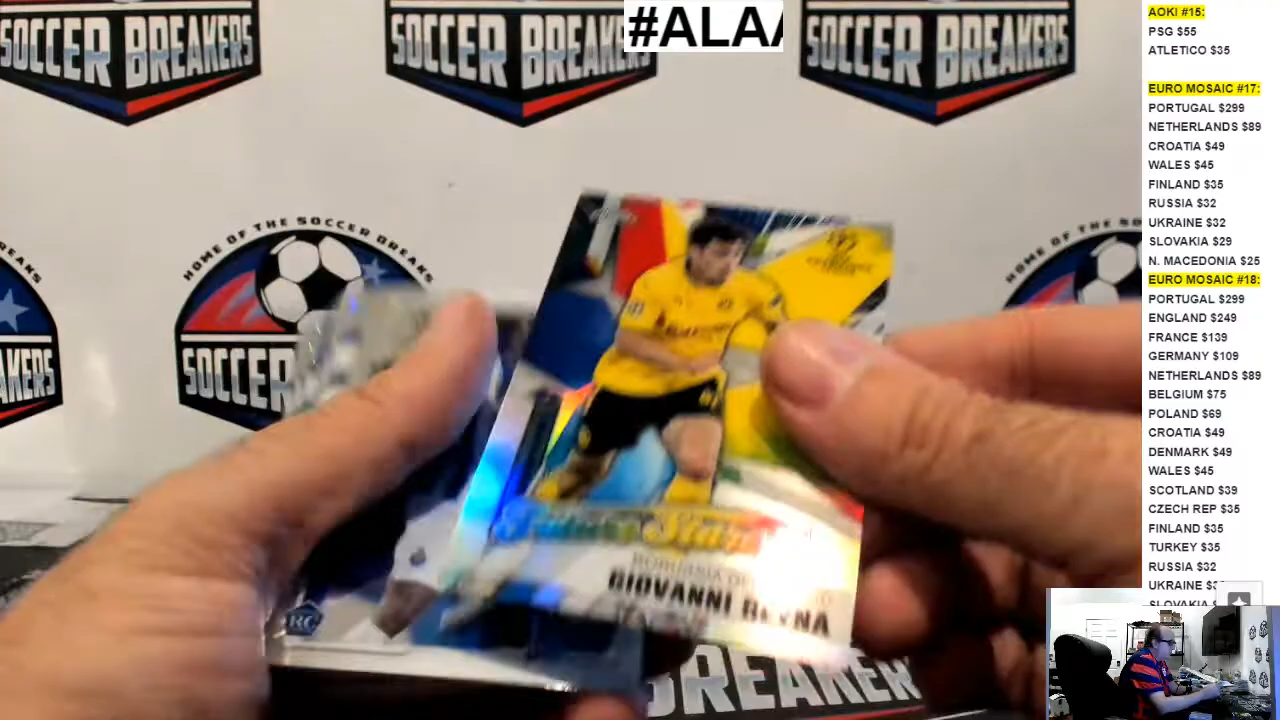 SOCCER BREAKERS
SOCCER BREAKERS
#ALAA
SOCCER BREAKERS
HOME OF THE SOCCER BREAKS
SOCCER
AKERS
GIOVANNI REYNA
RC
BREAKER
AOKI #15:
PSG $55
ATLETICO $35
EURO MOSAIC #17:
PORTUGAL $299
NETHERLANDS $89
CROATIA $49
WALES $45
FINLAND $35
RUSSIA $32
UKRAINE $32
SLOVAKIA $29
N. MACEDONIA $25
EURO MOSAIC #18:
PORTUGAL $299
ENGLAND $249
FRANCE $139
GERMANY $109
NETHERLANDS $89
BELGIUM $75
POLAND $69
CROATIA $49
DENMARK $49
WALES $45
SCOTLAND $39
CZECH REP $35
FINLAND $35
TURKEY $35
RUSSIA $32
UKRAINE
SLOVAKIA